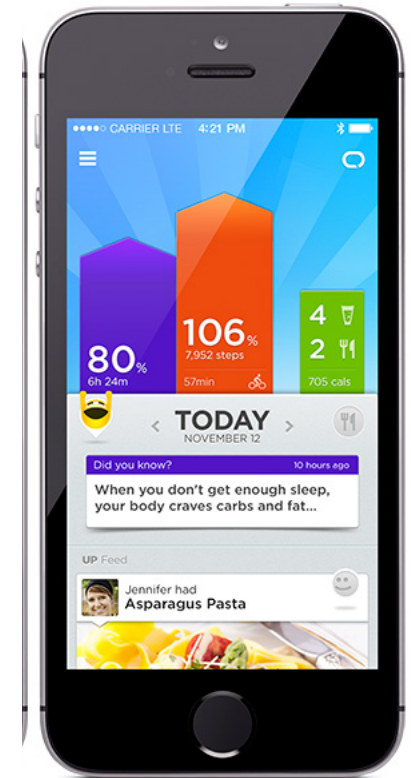 CARRIER LTE 4:21 PM
80%
6h 24m
106%
7,952 steps
57min
4
2
705 cals
< TODAY >
NOVEMBER 12
Did you know? 10 hours ago
When you don't get enough sleep,
your body craves carbs and fat...
UP Feed
Jennifer had
Asparagus Pasta